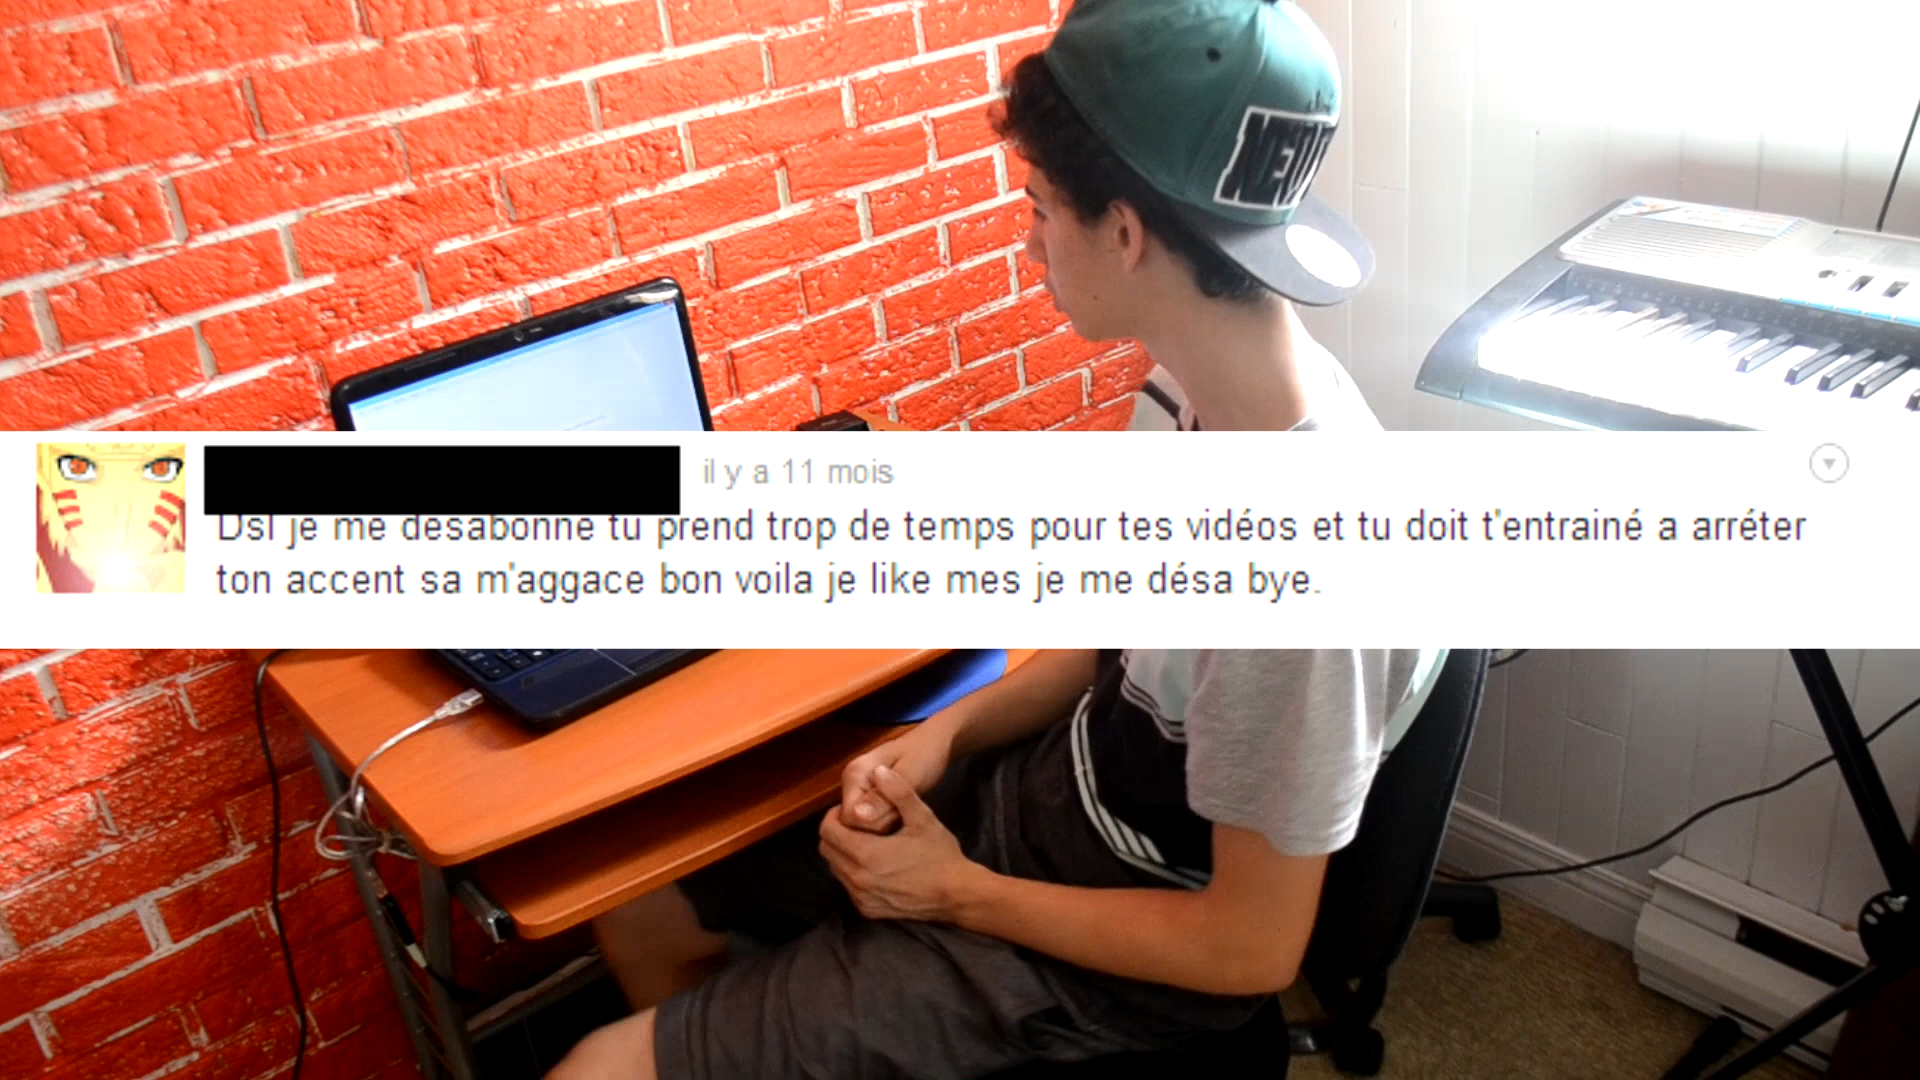 NEW
il y a 11 mois
Dsl je me désabonne tu prend trop de temps pour tes vidéos et tu doit t'entrainé a arréter
ton accent sa m'aggace bon voila je like mes je me désa bye.